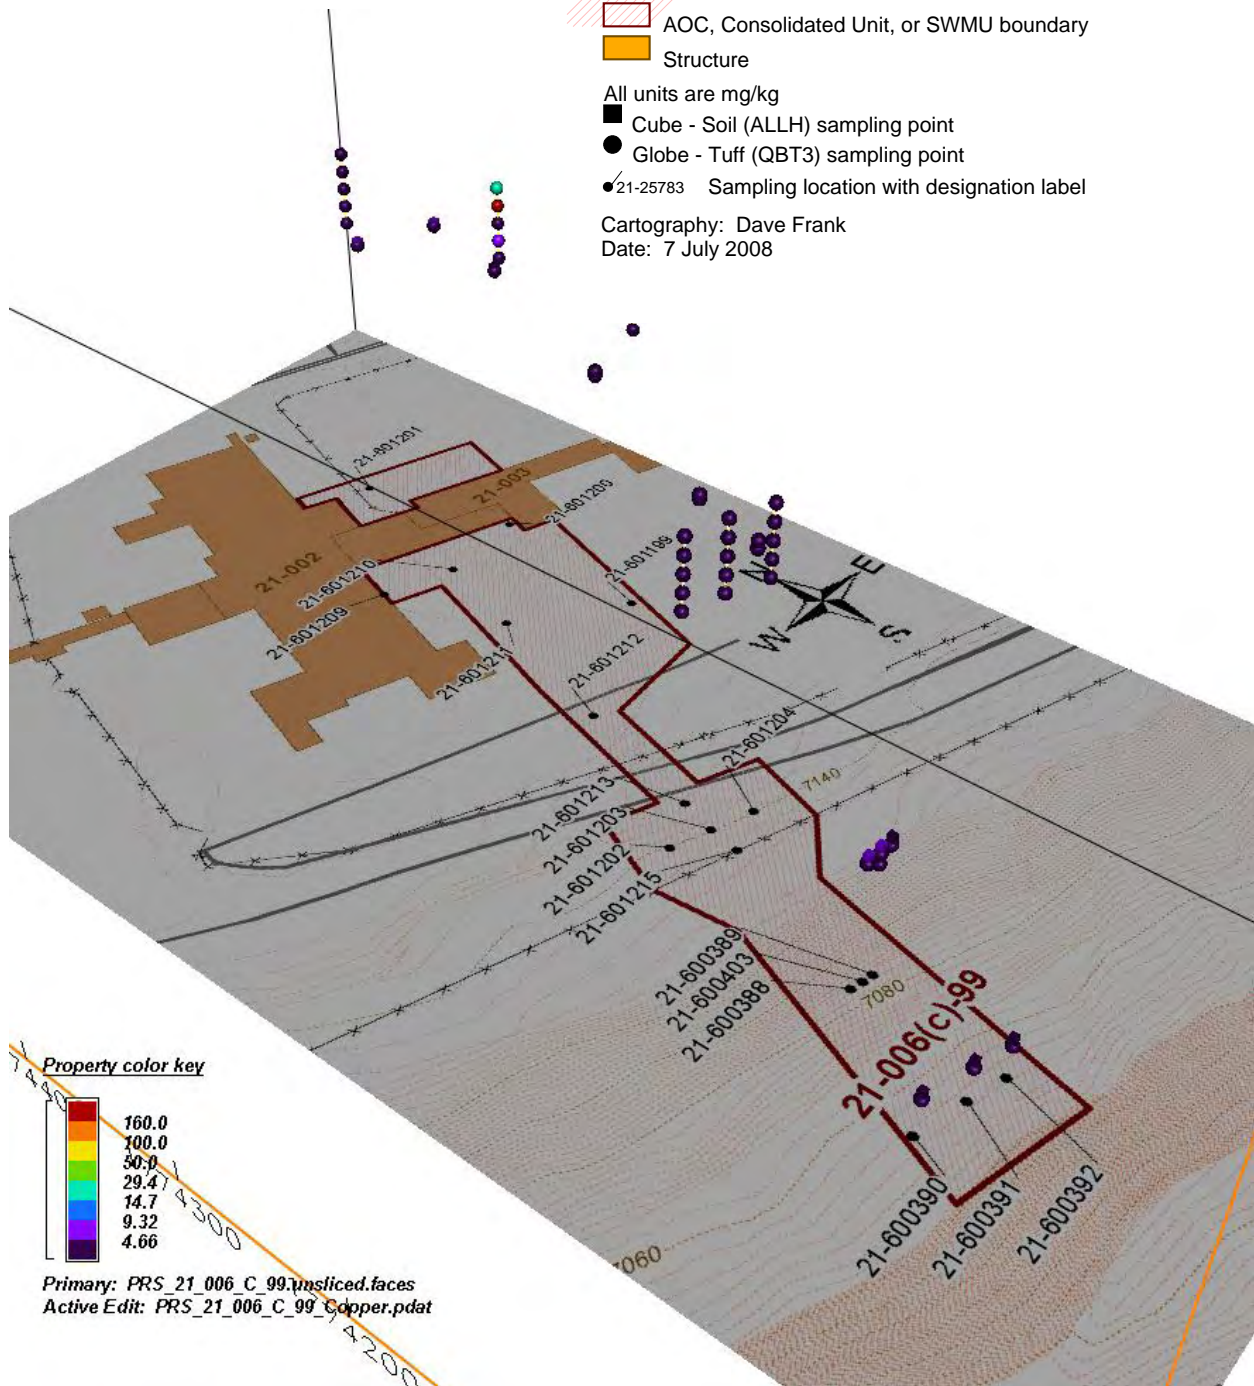 AOC, Consolidated Unit, or SWMU boundary
Structure
All units are mg/kg
Cube - Soil (ALLH) sampling point
Globe - Tuff (QBT3) sampling point
21-25783 Sampling location with designation label
Cartography: Dave Frank
Date: 7 July 2008
21-601201
21-003
21-601200
21-002
21-601210
21-601199
21-601209
21-601211
21-601212
N
E
W
S
21-601204
7140
21-601213
21-601203
21-601202
21-601215
21-600389
21-600403
21-600388
7080
21-006(c)-99
21-600390
21-600391
21-600392
7060
Property color key
160.0
100.0
50.0
29.4
14.7
9.32
4.66
Primary: PRS_21_006_C_99.unsliced.faces
Active Edit: PRS_21_006_C_99_Copper.pdat